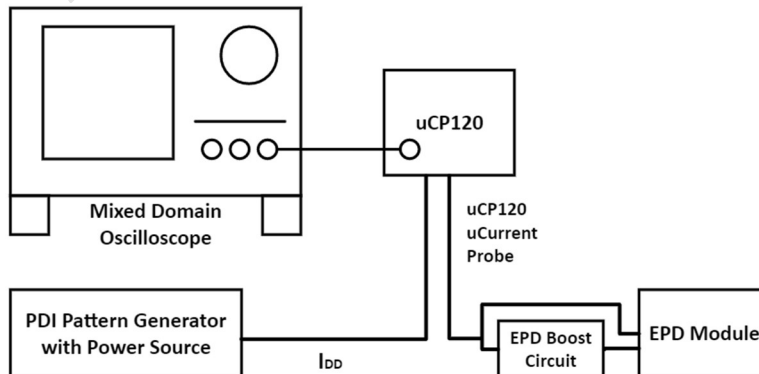 uCP120
Mixed Domain
Oscilloscope
uCP120
uCurrent
Probe
PDI Pattern Generator
with Power Source
IDD
EPD Boost
Circuit
EPD Module